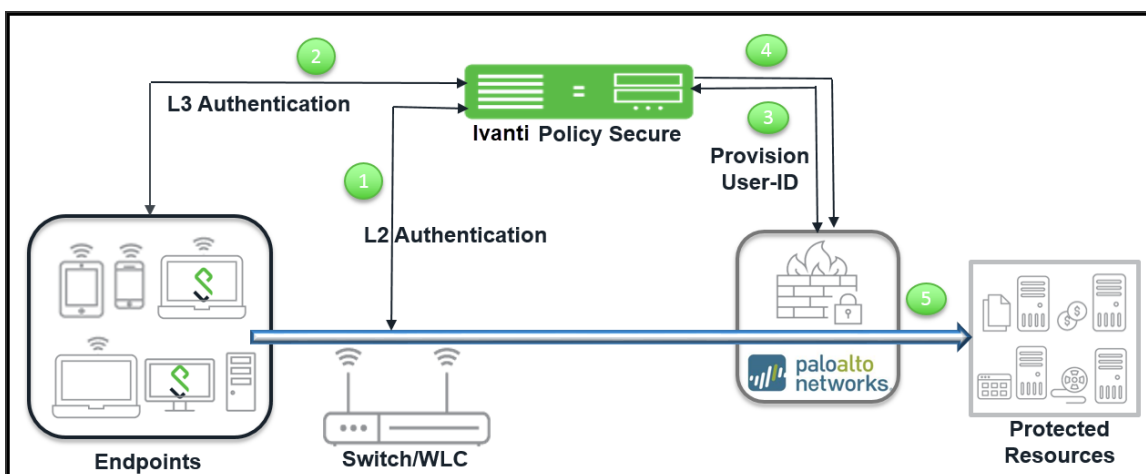 2
4
L3 Authentication
=
Ivanti Policy Secure
3
Provision
User-ID
1
L2 Authentication
5
paloalto
networks
Endpoints
Switch/WLC
Protected
Resources